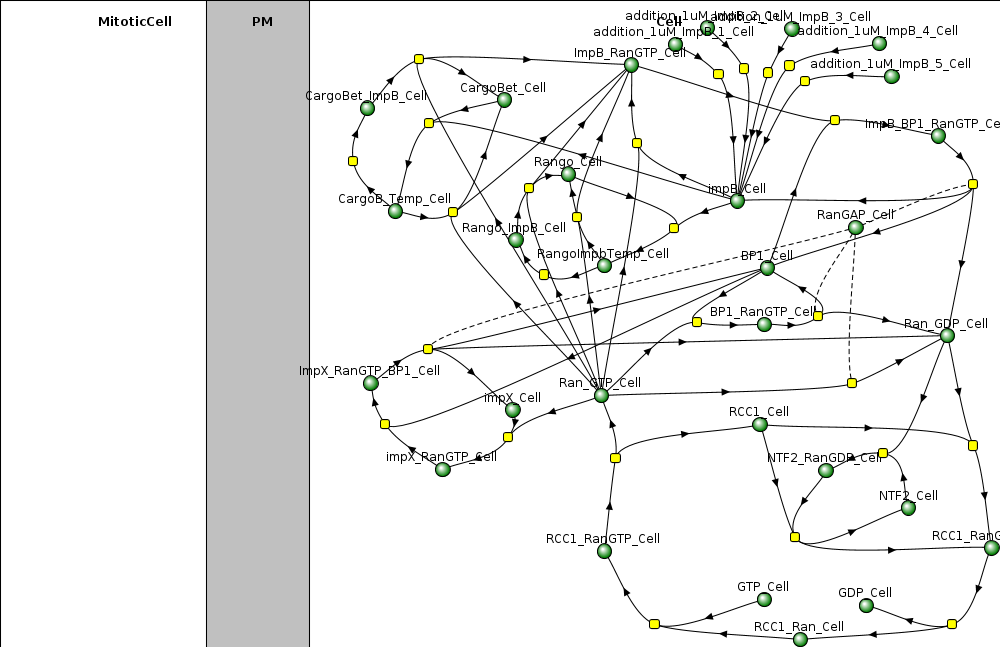 MitoticCell
PM
Cell
addition_1uM_ImpB_2_Cell
addition_1uM_ImpB_3_Cell
addition_1uM_ImpB_1_Cell
addition_1uM_ImpB_4_Cell
ImpB_RanGTP_Cell
addition_1uM_ImpB_5_Cell
CargoBet_Cell
CargoBet_ImpB_Cell
ImpB_BP1_RanGTP_Ce
Rango_Cell
impB_Cell
CargoB_Temp_Cell
RanGAP_Cell
Rango_ImpB_Cell
RangoImpbTemp_Cell
BP1_Cell
BP1_RanGTP_Cell
Ran_GDP_Cell
ImpX_RanGTP_BP1_Cell
Ran_GTP_Cell
impX_Cell
RCC1_Cell
impX_RanGTP_Cell
NTF2_RanGDP_Cell
NTF2_Cell
RCC1_RanGTP_Cell
RCC1_RanG
GTP_Cell
GDP_Cell
RCC1_Ran_Cell